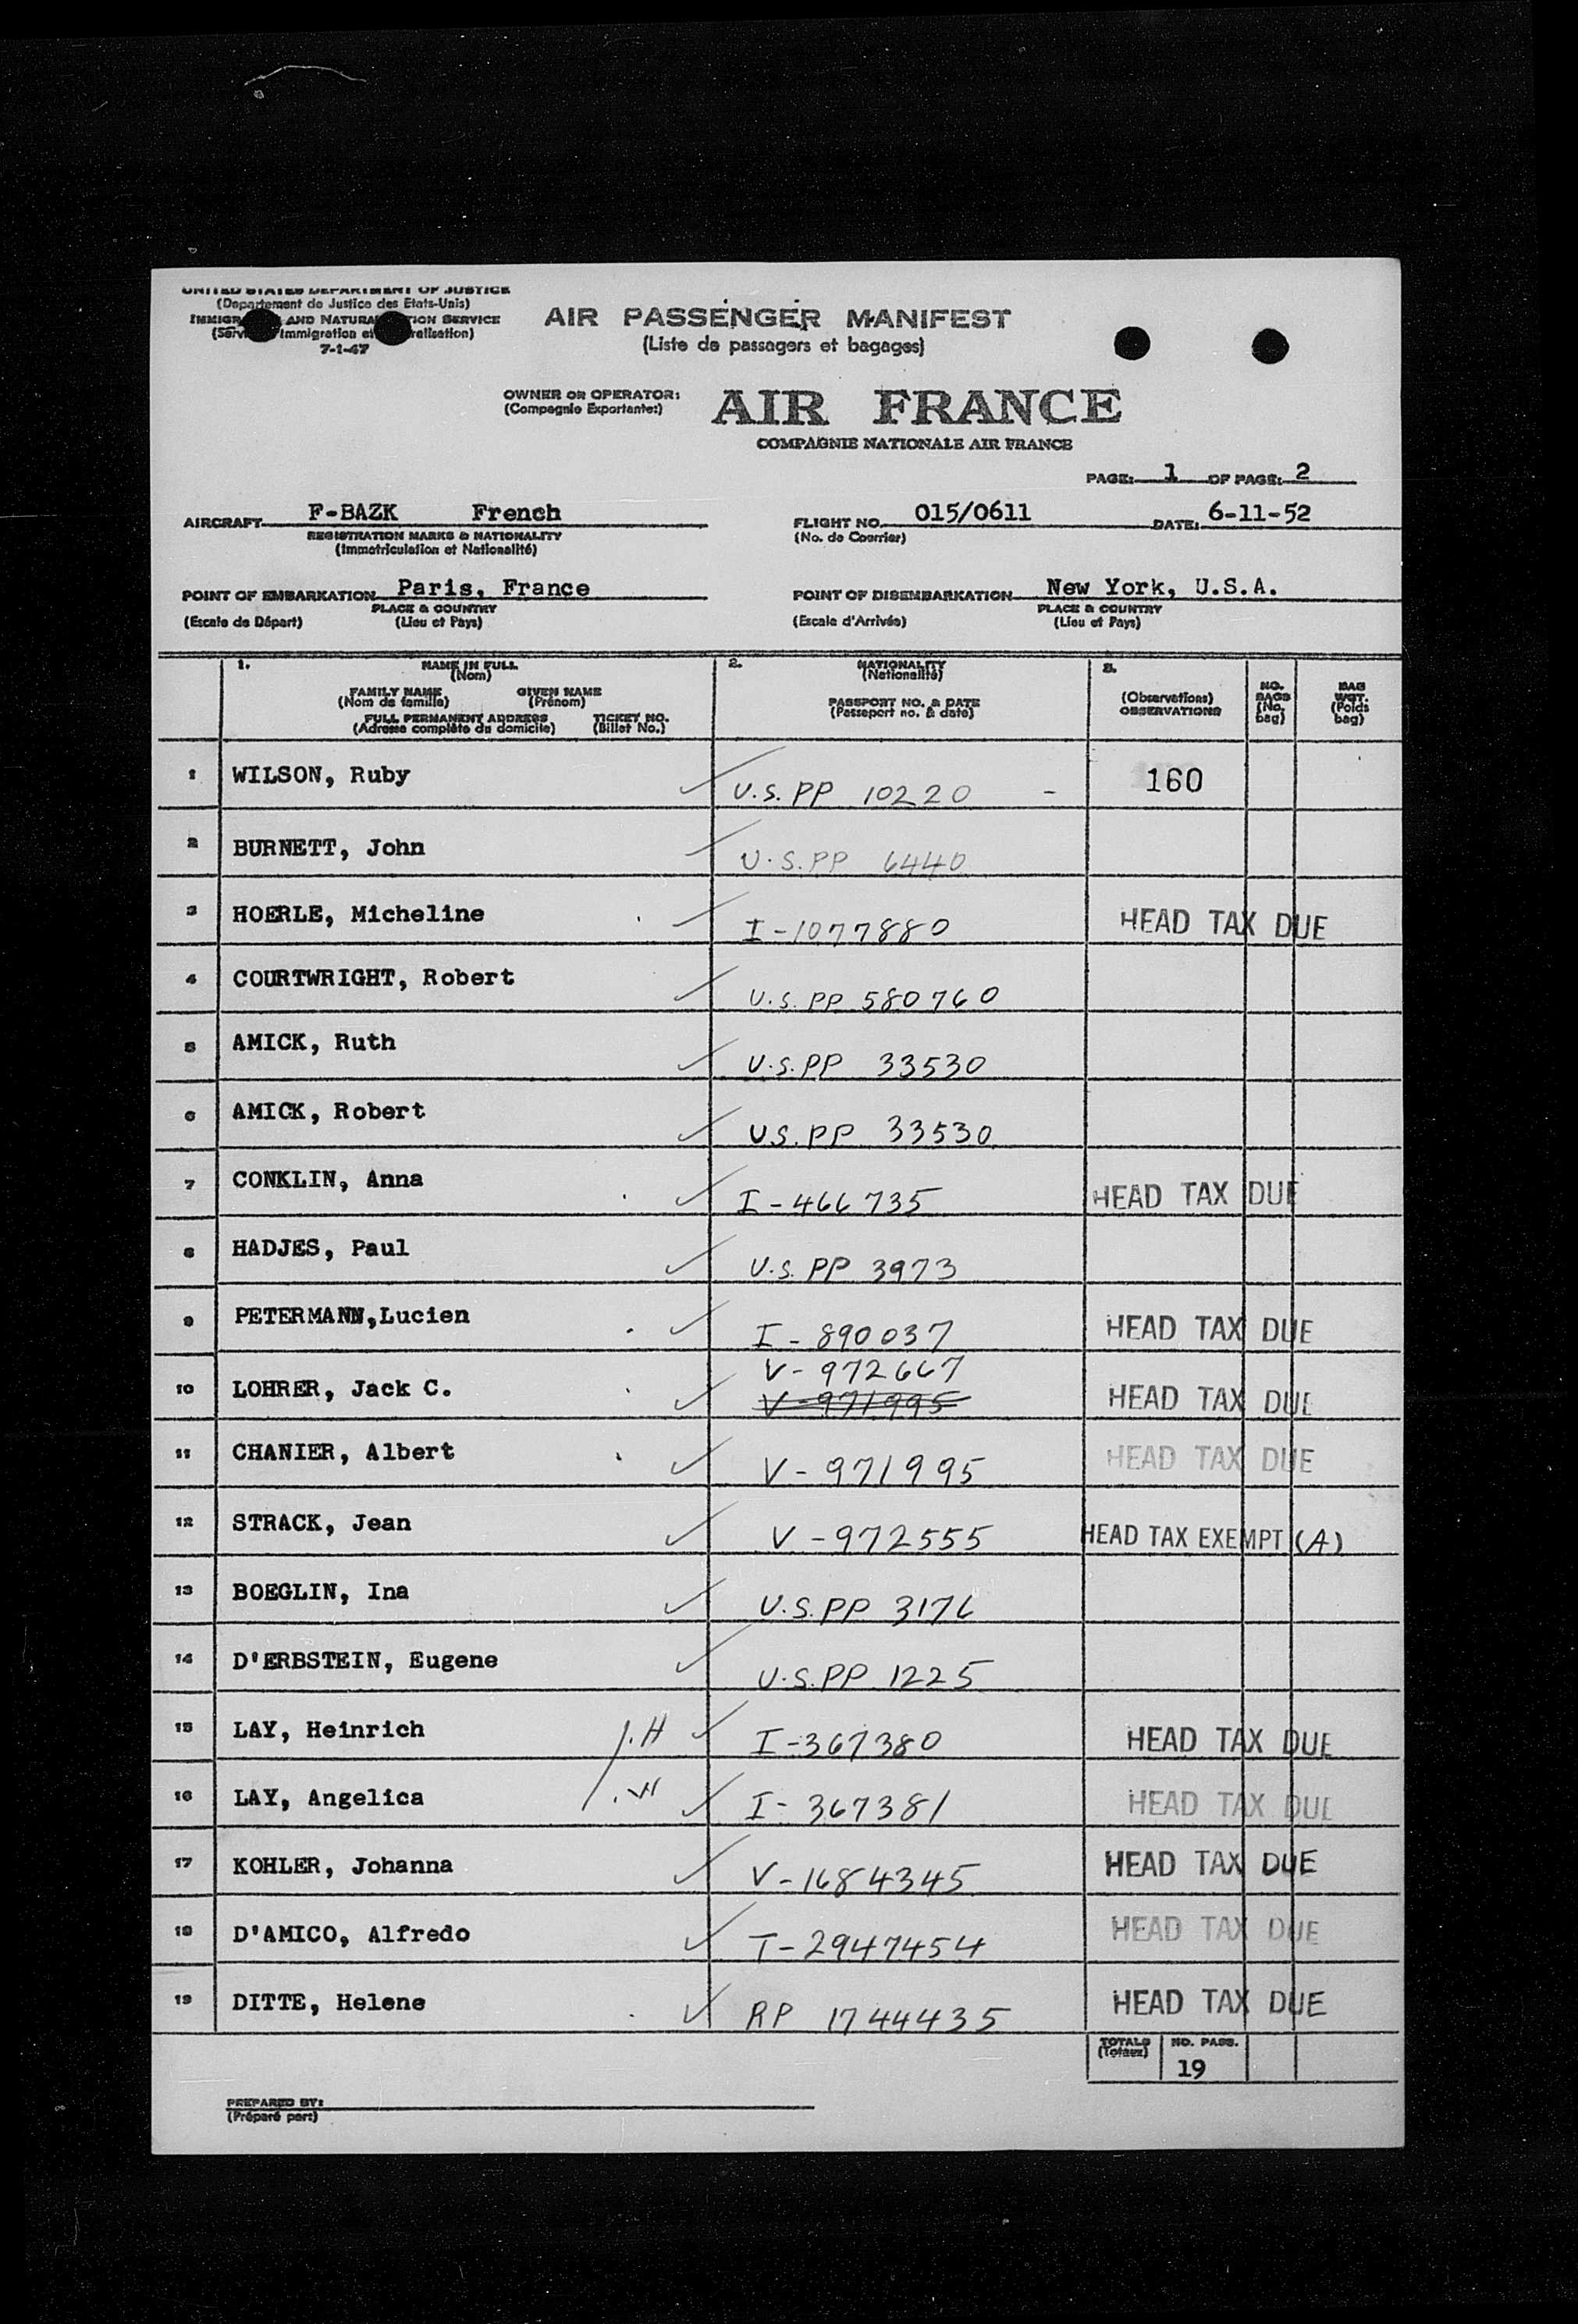 UNITED STATES DEPARTMENT OF JUSTICE
(Departement de Justice des Etats-Unis)
IMMIGR AND NATURA TION SERVICE
(Serv Immigration et ralisation)
7-1-47
AIR PASSENGER MANIFEST
(Liste de passagers et bagages)
OWNER OR OPERATOR:
(Compagnie Exportante:)
AIR FRANCE
COMPAGNIE NATIONALE AIR FRANCE
PAGE: 1 OF PAGE: 2
AIRCRAFT F-BAZK French
REGISTRATION MARKS & NATIONALITY
(Immatriculation et Nationalité)
FLIGHT NO. 015/0611 DATE: 6-11-52
(No. de Courrier)
POINT OF EMBARKATION Paris, France
PLACE & COUNTRY
(Escale de Départ) (Lieu et Pays)
POINT OF DISEMBARKATION New York, U.S.A.
PLACE & COUNTRY
(Escale d'Arrivée) (Lieu et Pays)
1. NAME IN FULL
(Nom)
FAMILY NAME GIVEN NAME
(Nom de famille) (Prénom)
FULL PERMANENT ADDRESS TICKET NO.
(Adresse complète du domicile) (Billet No.)
2. NATIONALITY
(Nationalité)
PASSPORT NO. & DATE
(Passeport no. & date)
3.
(Observations)
OBSERVATIONS
NO. BAGS (No. bag)
BAG WGT. (Poids bag)
1 WILSON, Ruby U.S. PP 10220 - 160
2 BURNETT, John U.S. PP 6440
3 HOERLE, Micheline I-1077880 HEAD TAX DUE
4 COURTWRIGHT, Robert U.S. PP 580760
5 AMICK, Ruth U.S. PP 33530
6 AMICK, Robert U.S. PP 33530
7 CONKLIN, Anna I-466735 HEAD TAX DUE
8 HADJES, Paul U.S. PP 3973
9 PETERMANN,Lucien I-890037 HEAD TAX DUE
V-972667
10 LOHRER, Jack C. V-971995 HEAD TAX DUE
11 CHANIER, Albert V-971995 HEAD TAX DUE
12 STRACK, Jean V-972555 HEAD TAX EXEMPT (A)
13 BOEGLIN, Ina U.S. PP 3176
14 D'ERBSTEIN, Eugene U.S. PP 1225
15 LAY, Heinrich H I-367380 HEAD TAX DUE
16 LAY, Angelica W I-367381 HEAD TAX DUE
17 KOHLER, Johanna V-1684345 HEAD TAX DUE
18 D'AMICO, Alfredo T-2947454 HEAD TAX DUE
19 DITTE, Helene RP 1744435 HEAD TAX DUE
TOTALS NO. PASS.
(Totaux) 19
PREPARED BY:
(Préparé par:)